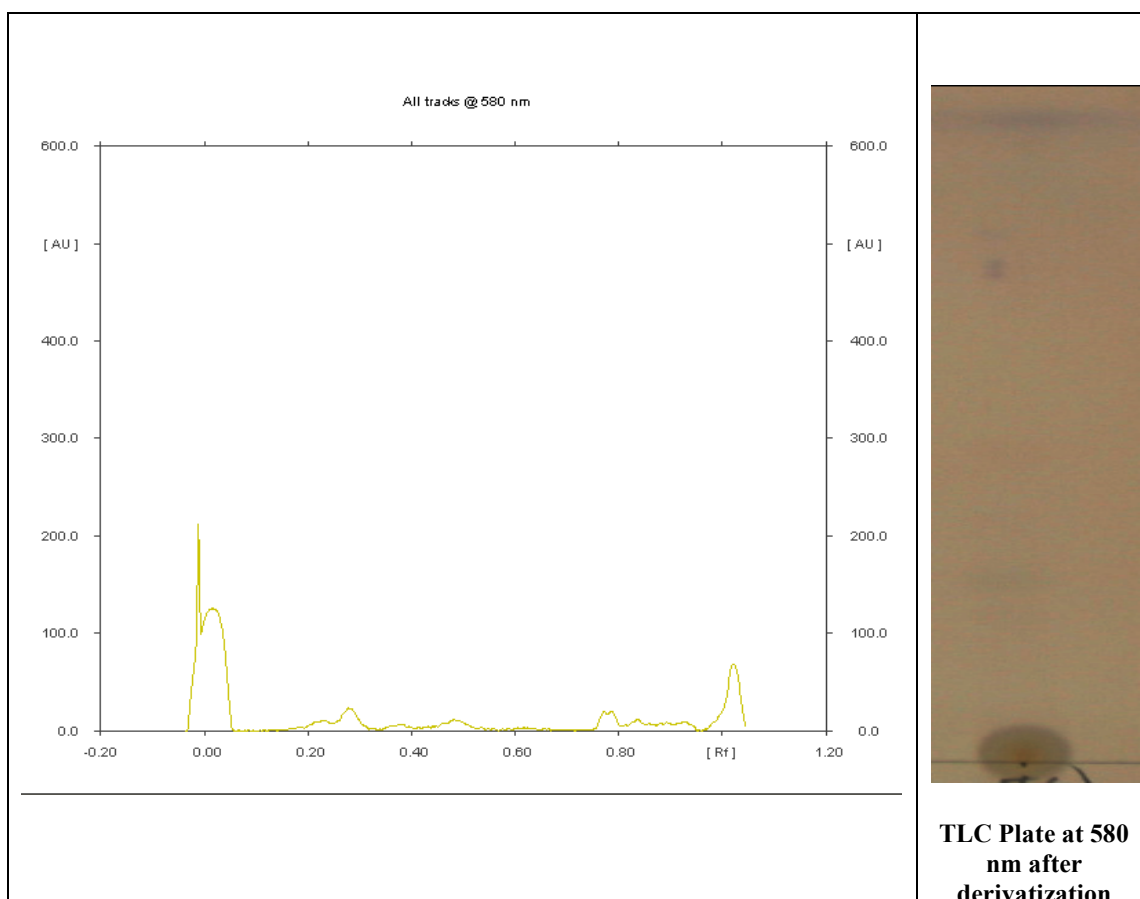 All tracks @ 580 nm
600.0 600.0
[ AU ] [ AU ]
400.0 400.0
300.0 300.0
200.0 200.0
100.0 100.0
0.0 0.0
-0.20 0.00 0.20 0.40 0.60 0.80 [ Rf ] 1.20
TLC Plate at 580
nm after
derivatization